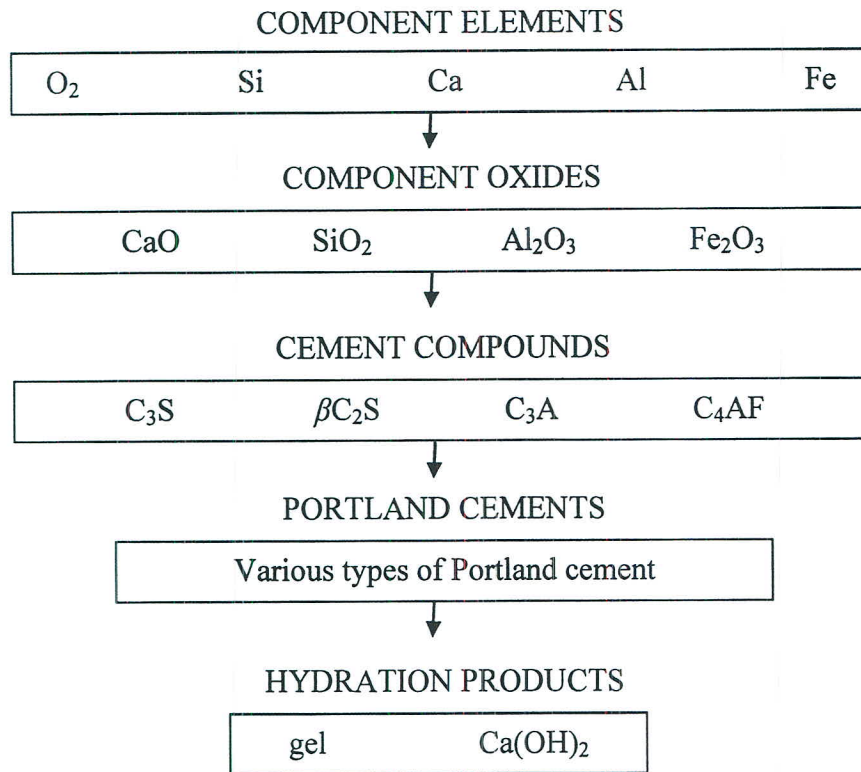 COMPONENT ELEMENTS
O₂ Si Ca Al Fe
COMPONENT OXIDES
CaO SiO₂ Al₂O₃ Fe₂O₃
CEMENT COMPOUNDS
C₃S βC₂S C₃A C₄AF
PORTLAND CEMENTS
Various types of Portland cement
HYDRATION PRODUCTS
gel Ca(OH)₂